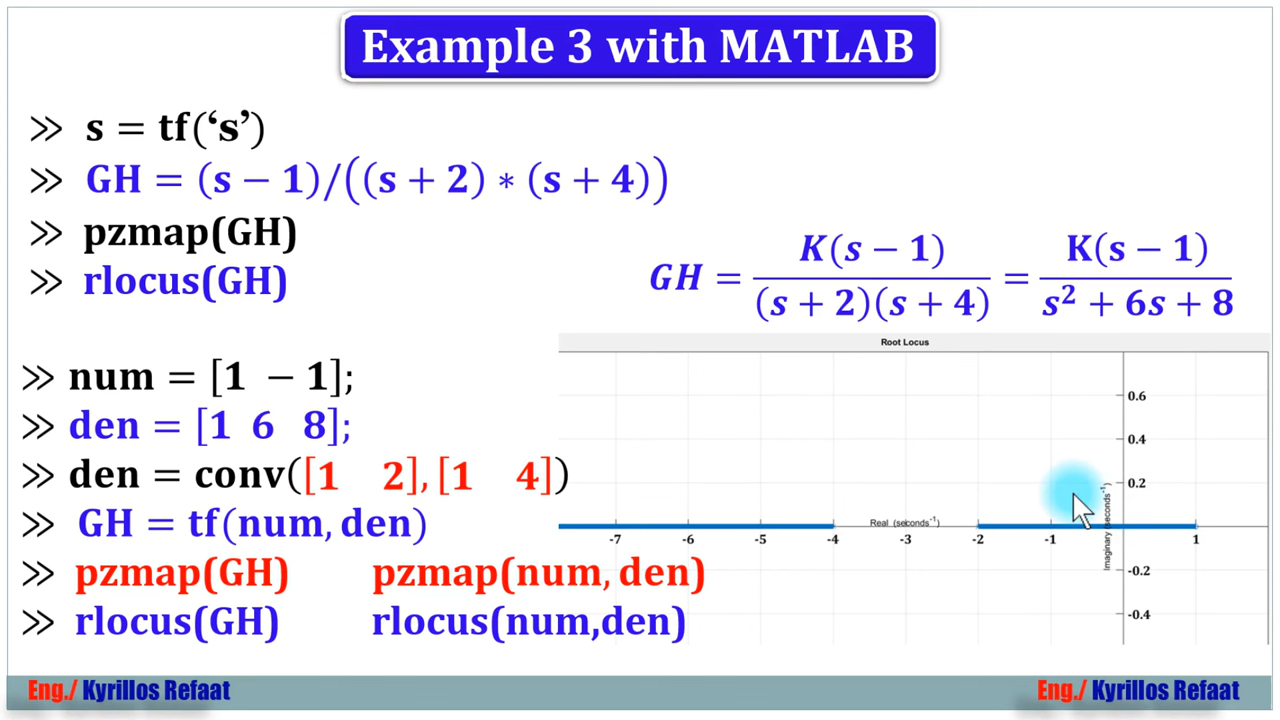 Example 3 with MATLAB
≫ s = tf(‘s’)
≫ GH = (s − 1)/((s + 2) ∗ (s + 4))
≫ pzmap(GH)
≫ rlocus(GH)
GH = K(s − 1) / (s + 2)(s + 4) = K(s − 1) / s² + 6s + 8
≫ num = [1 − 1];
≫ den = [1 6 8];
≫ den = conv([1 2], [1 4])
≫ GH = tf(num, den)
≫ pzmap(GH) pzmap(num, den)
≫ rlocus(GH) rlocus(num,den)
Root Locus
0.6
0.4
0.2
Real (seconds⁻¹)
-7 -6 -5 -4 -3 -2 -1 1
Imaginary (seconds⁻¹)
-0.2
-0.4
Eng./ Kyrillos Refaat
Eng./ Kyrillos Refaat